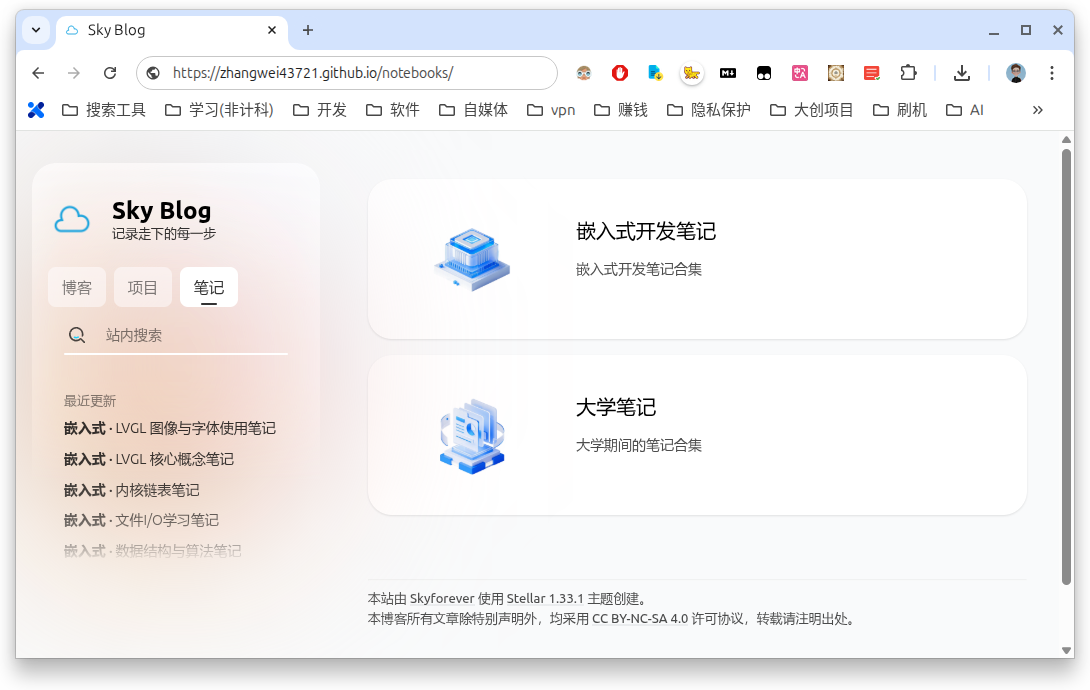 Sky Blog
https://zhangwei43721.github.io/notebooks/
搜索工具 学习(非计科) 开发 软件 自媒体 vpn 赚钱 隐私保护 大创项目 刷机 AI »
Sky Blog
记录走下的每一步
博客 项目 笔记
站内搜索
最近更新
嵌入式 · LVGL 图像与字体使用笔记
嵌入式 · LVGL 核心概念笔记
嵌入式 · 内核链表笔记
嵌入式 · 文件I/O学习笔记
嵌入式 · 数据结构与算法笔记
嵌入式开发笔记
嵌入式开发笔记合集
大学笔记
大学期间的笔记合集
本站由 Skyforever 使用 Stellar 1.33.1 主题创建。
本博客所有文章除特别声明外，均采用 CC BY-NC-SA 4.0 许可协议，转载请注明出处。